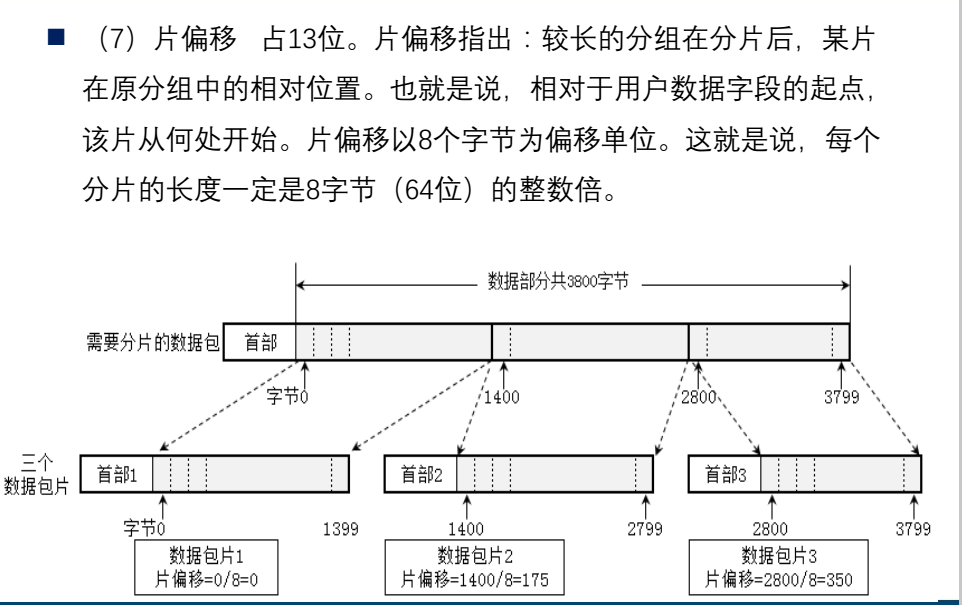 ■ （7）片偏移 占13位。片偏移指出：较长的分组在分片后，某片
在原分组中的相对位置。也就是说，相对于用户数据字段的起点，
该片从何处开始。片偏移以8个字节为偏移单位。这就是说，每个
分片的长度一定是8字节（64位）的整数倍。
数据部分共3800字节
需要分片的数据包 首部
字节0 1400 2800 3799
三个
数据包片
首部1 首部2 首部3
字节0 1399 1400 2799 2800 3799
数据包片1 数据包片2 数据包片3
片偏移=0/8=0 片偏移=1400/8=175 片偏移=2800/8=350